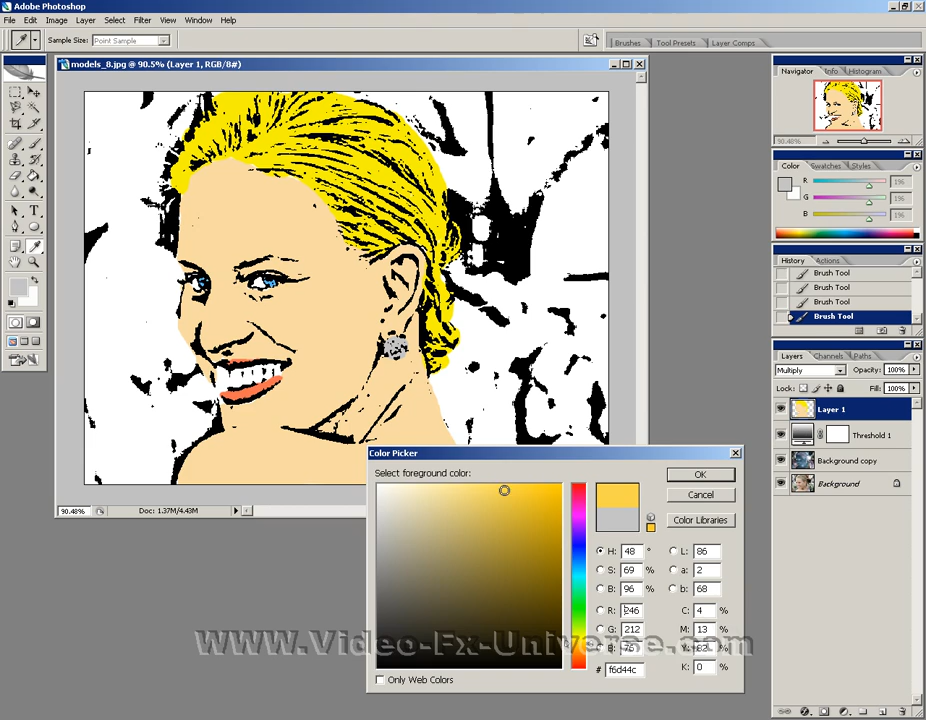 Adobe Photoshop
File Edit Image Layer Select Filter View Window Help
Sample Size: Point Sample
Brushes Tool Presets Layer Comps
models_8.jpg @ 90.5% (Layer 1, RGB/8#)
Navigator Info Histogram
90.48%
Color Swatches Styles
R 196
G 196
B 196
History Actions
Brush Tool
Brush Tool
Brush Tool
Brush Tool
Layers Channels Paths
Multiply Opacity: 100%
Lock: Fill: 100%
Layer 1
Threshold 1
Background copy
Background
90.48% Doc: 1.37M/4.43M
Color Picker
Select foreground color:
OK
Cancel
Color Libraries
H: 48 ° L: 86
S: 69 % a: 2
B: 96 % b: 68
R: 246 C: 4 %
G: 212 M: 13 %
B: 76 Y: 82 %
# f6d44c K: 0 %
Only Web Colors
www.Video-Fx-Universe.com